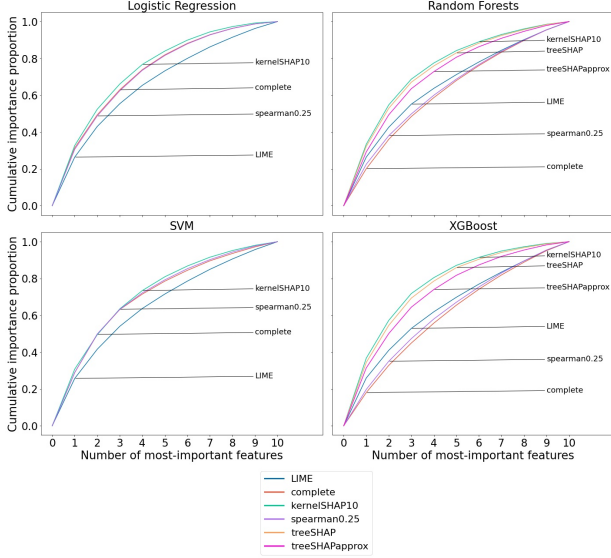 Logistic Regression
Random Forests
Cumulative importance proportion
1.0
0.8
0.6
0.4
0.2
0.0
kernelSHAP10
complete
spearman0.25
LIME
kernelSHAP10
treeSHAP
treeSHAPapprox
LIME
spearman0.25
complete
SVM
XGBoost
Cumulative importance proportion
1.0
0.8
0.6
0.4
0.2
0.0
kernelSHAP10
spearman0.25
complete
LIME
kernelSHAP10
treeSHAP
treeSHAPapprox
LIME
spearman0.25
complete
0 1 2 3 4 5 6 7 8 9 10
0 1 2 3 4 5 6 7 8 9 10
Number of most-important features
Number of most-important features
LIME
complete
kernelSHAP10
spearman0.25
treeSHAP
treeSHAPapprox